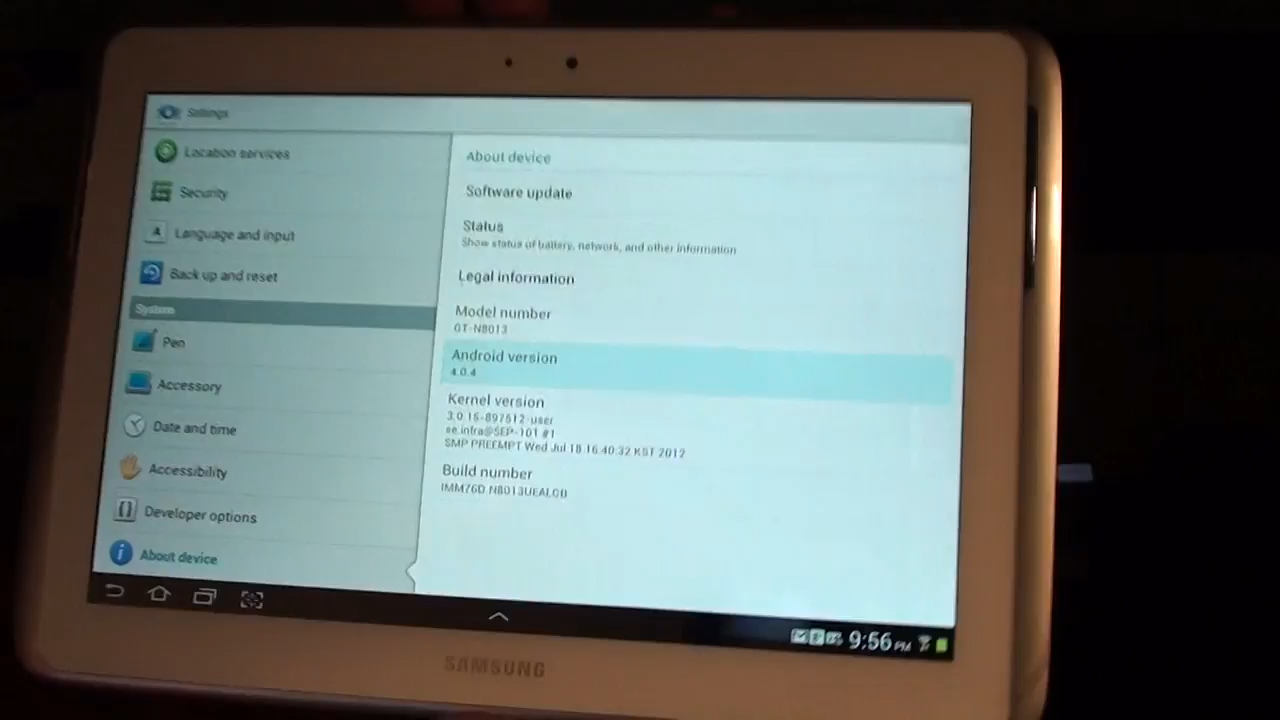 Settings
Location services
Security
Language and input
Back up and reset
System
Pen
Accessory
Date and time
Accessibility
Developer options
About device
About device
Software update
Status
Show status of battery, network, and other information
Legal information
Model number
GT-N8013
Android version
4.0.4
Kernel version
3.0.15-897512-user
se.infra@SEP-101 #1
SMP PREEMPT Wed Jul 18 16:40:32 KST 2012
Build number
IMM76D.N8013UEALGB
9:56 PM
SAMSUNG